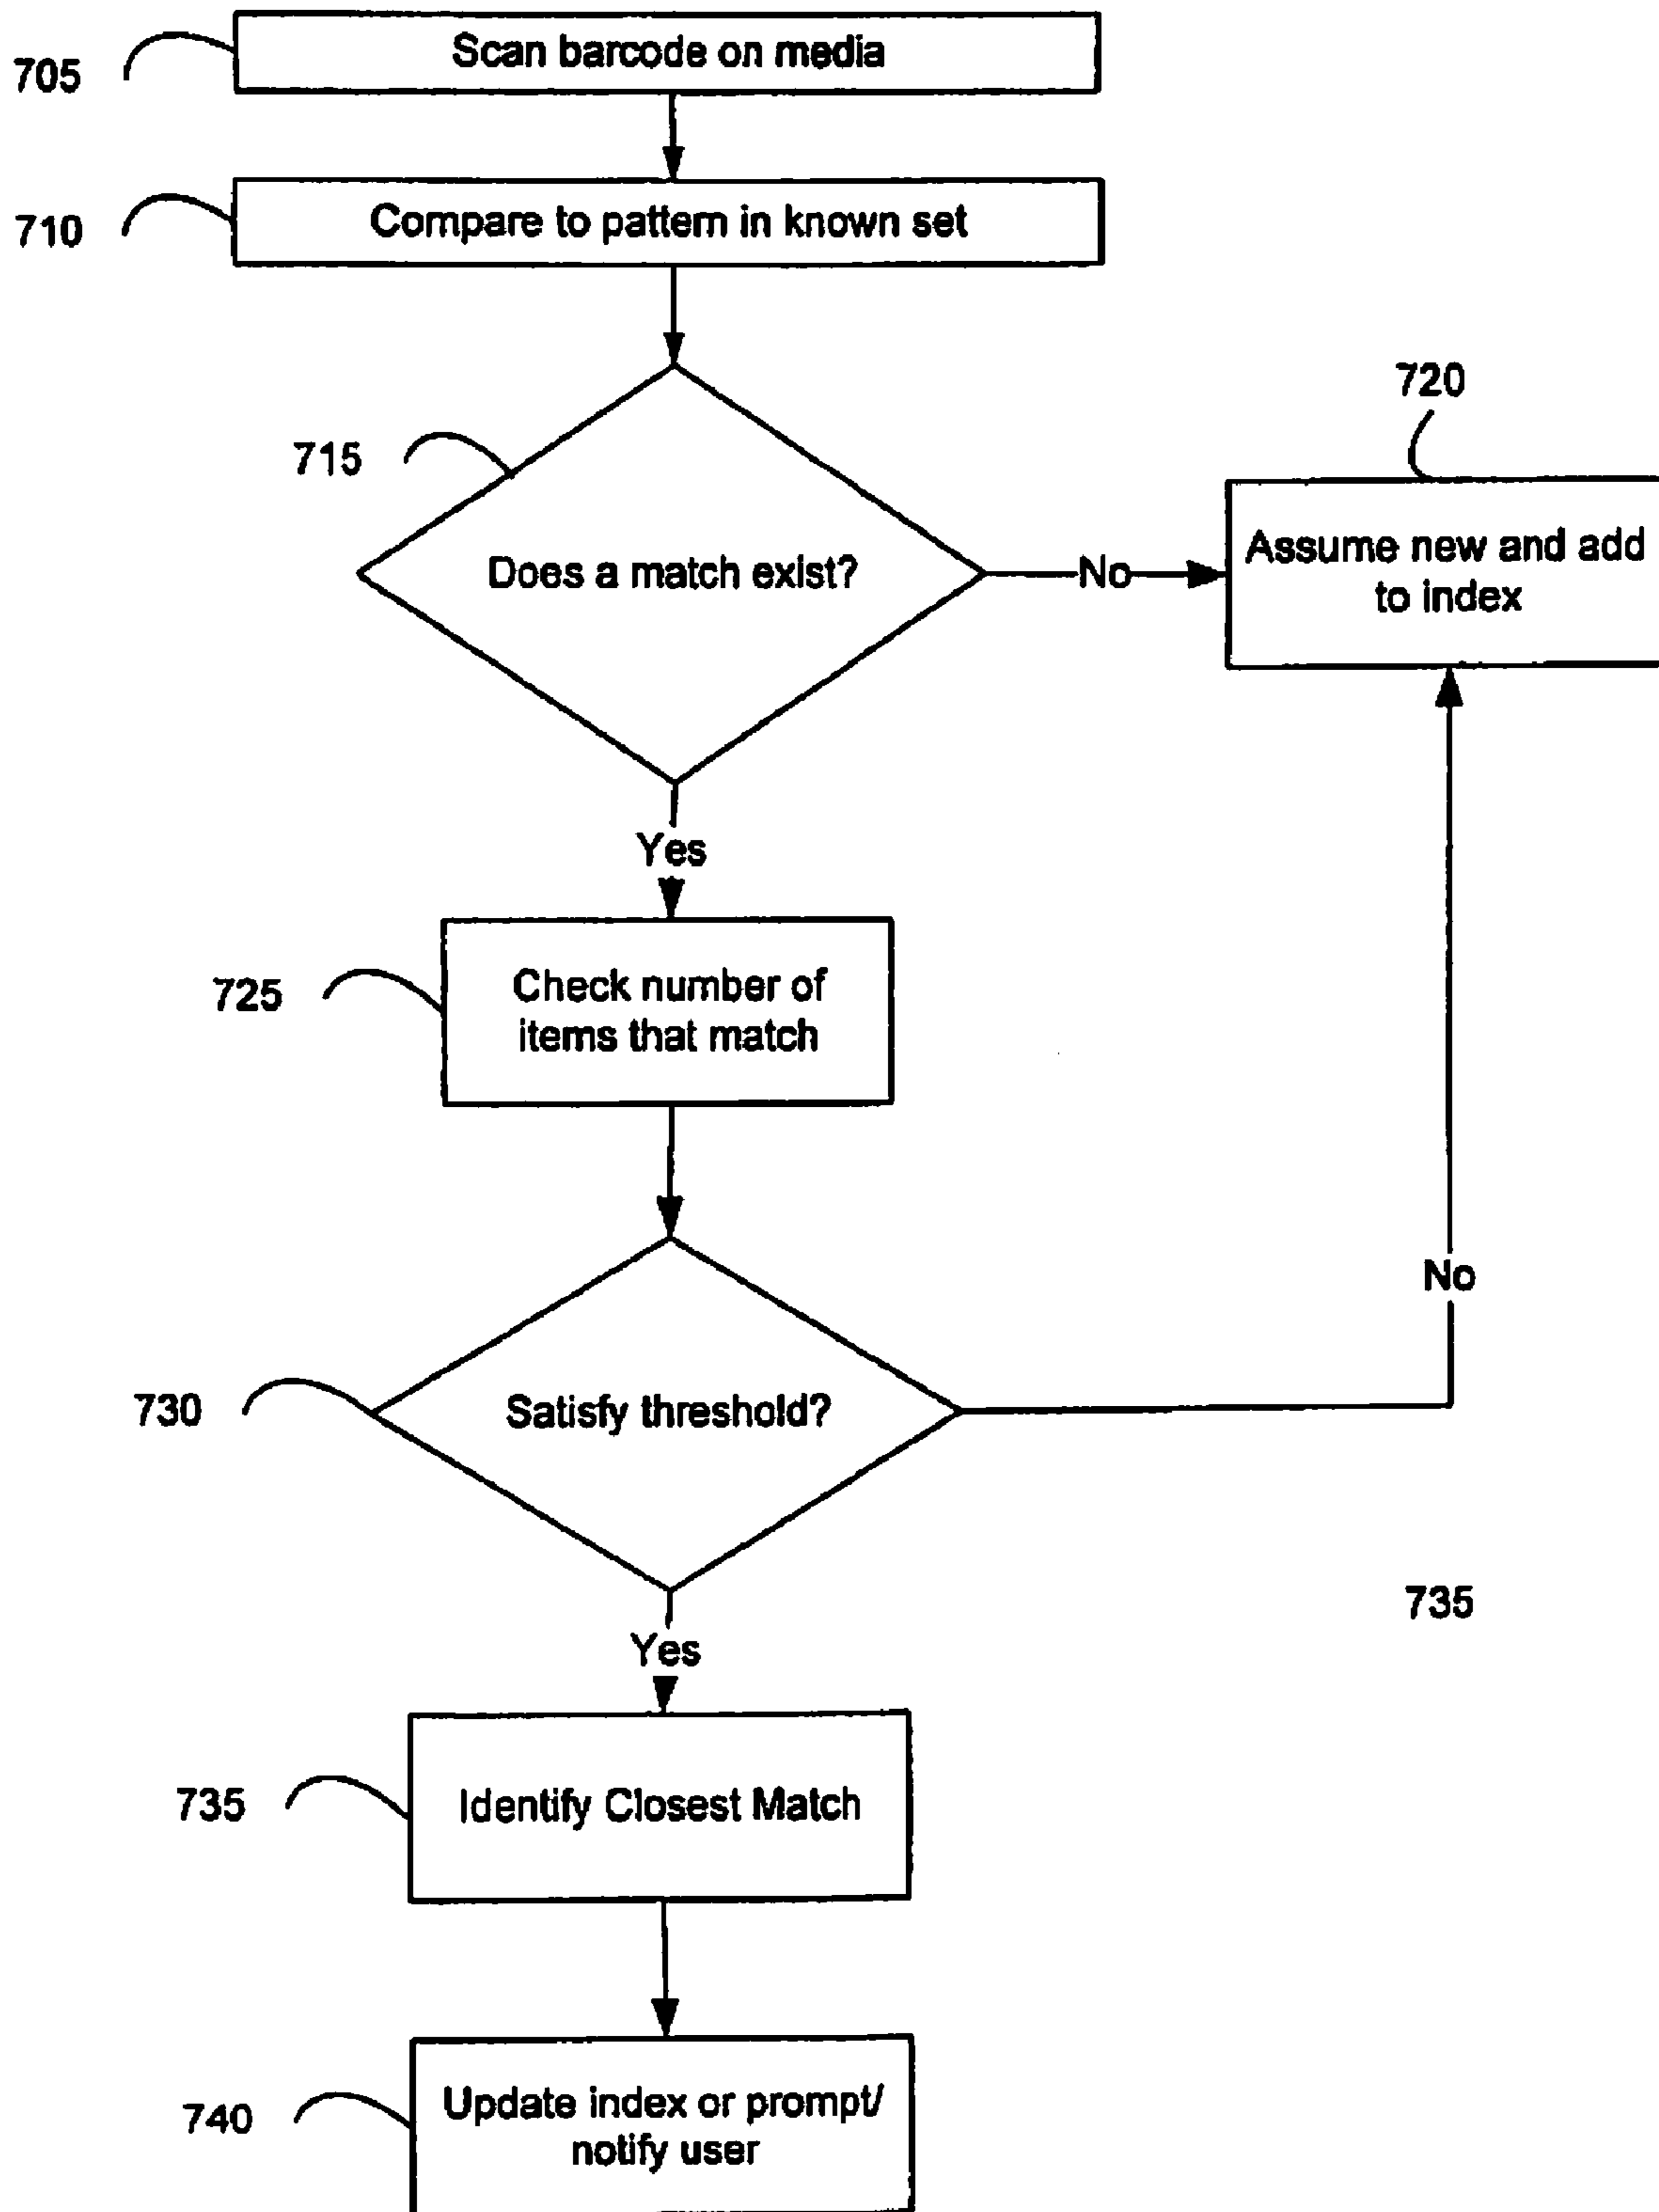 705
Scan barcode on media
710
Compare to pattern in known set
715
Does a match exist?
No
720
Assume new and add
to index
Yes
725
Check number of
items that match
730
Satisfy threshold?
No
735
Yes
735
Identify Closest Match
740
Update index or prompt/
notify user